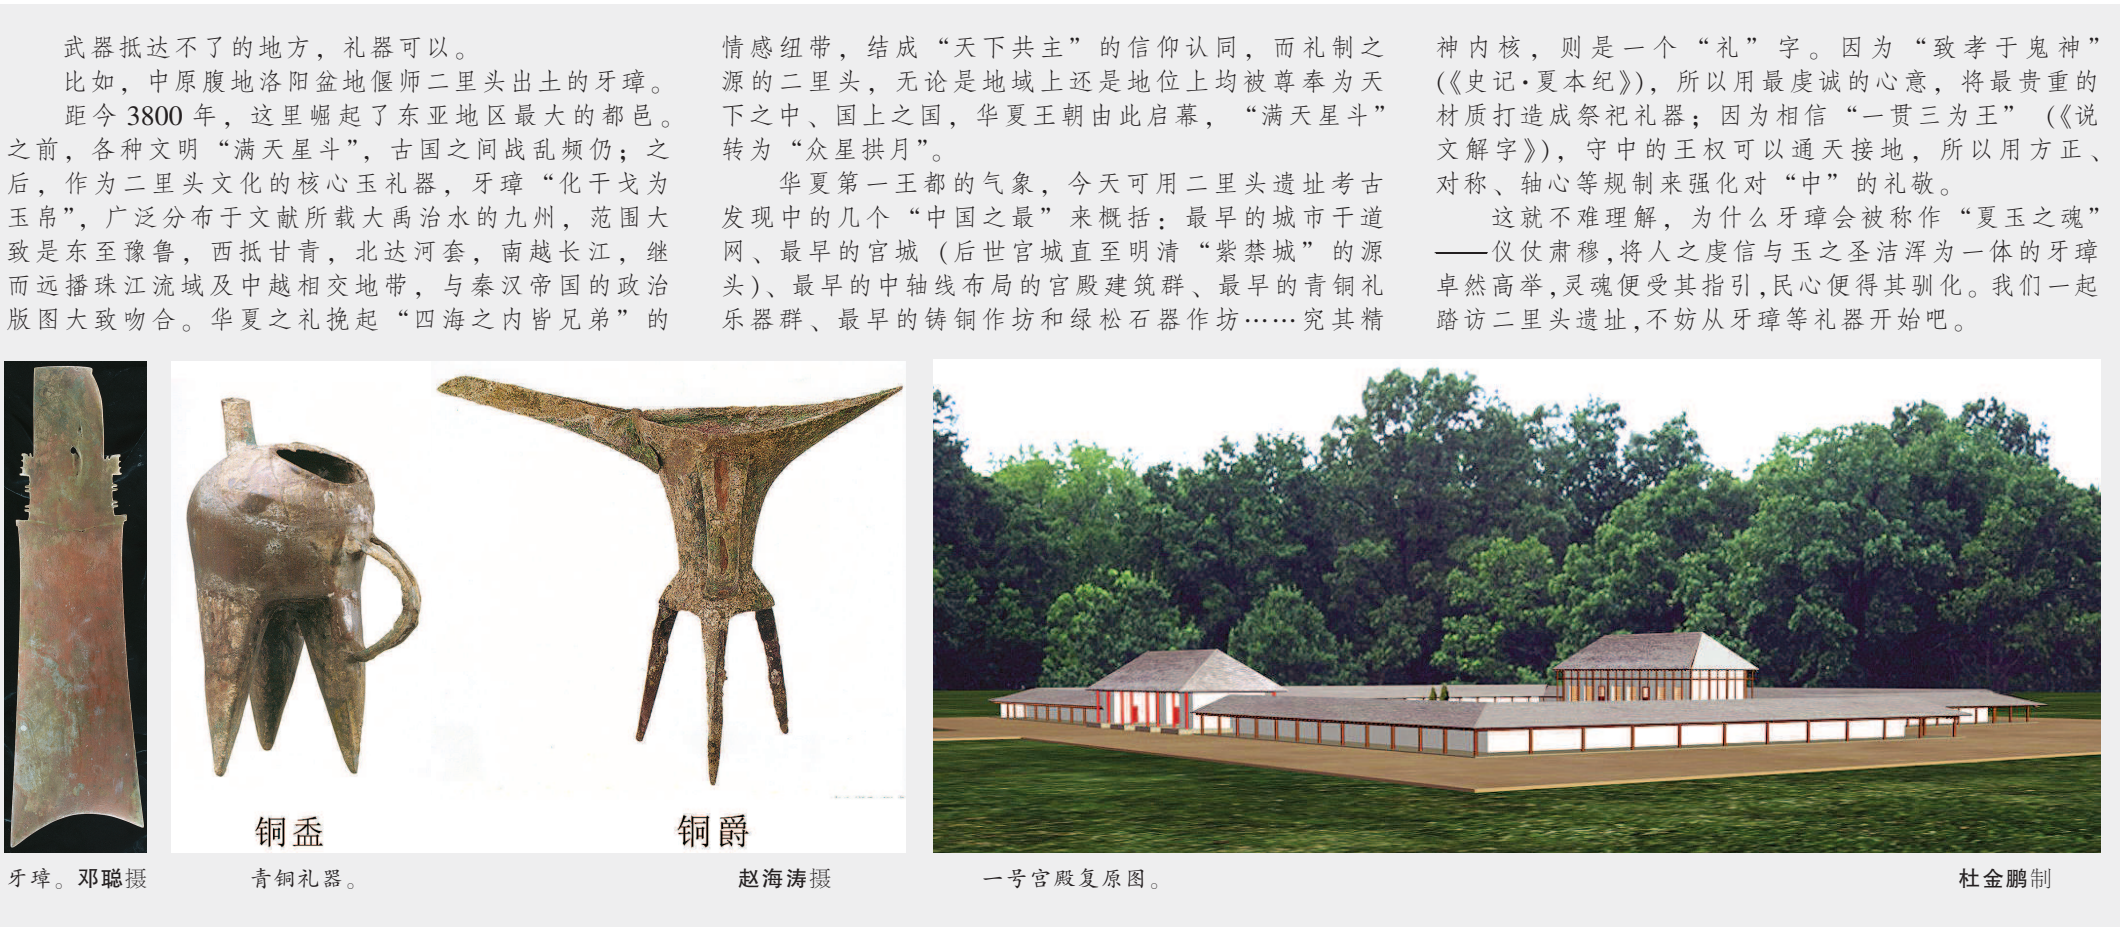 武器抵达不了的地方，礼器可以。
比如，中原腹地洛阳盆地偃师二里头出土的牙璋。
距今 3800 年，这里崛起了东亚地区最大的都邑。
之前，各种文明“满天星斗”，古国之间战乱频仍；之
后，作为二里头文化的核心玉礼器，牙璋“化干戈为
玉帛”，广泛分布于文献所载大禹治水的九州，范围大
致是东至豫鲁，西抵甘青，北达河套，南越长江，继
而远播珠江流域及中越相交地带，与秦汉帝国的政治
版图大致吻合。华夏之礼挽起“四海之内皆兄弟”的
情感纽带，结成“天下共主”的信仰认同，而礼制之
源的二里头，无论是地域上还是地位上均被尊奉为天
下之中、国上之国，华夏王朝由此启幕，“满天星斗”
转为“众星拱月”。
华夏第一王都的气象，今天可用二里头遗址考古
发现中的几个“中国之最”来概括：最早的城市干道
网、最早的宫城（后世宫城直至明清“紫禁城”的源
头）、最早的中轴线布局的宫殿建筑群、最早的青铜礼
乐器群、最早的铸铜作坊和绿松石器作坊……究其精
神内核，则是一个“礼”字。因为“致孝于鬼神”
（《史记·夏本纪》），所以用最虔诚的心意，将最贵重的
材质打造成祭祀礼器；因为相信“一贯三为王”（《说
文解字》），守中的王权可以通天接地，所以用方正、
对称、轴心等规制来强化对“中”的礼敬。
这就不难理解，为什么牙璋会被称作“夏玉之魂”
——仪仗肃穆,将人之虔信与玉之圣洁浑为一体的牙璋
卓然高举,灵魂便受其指引,民心便得其驯化。我们一起
踏访二里头遗址,不妨从牙璋等礼器开始吧。
铜盉
铜爵
牙璋。邓聪摄
青铜礼器。
赵海涛摄
一号宫殿复原图。
杜金鹏制